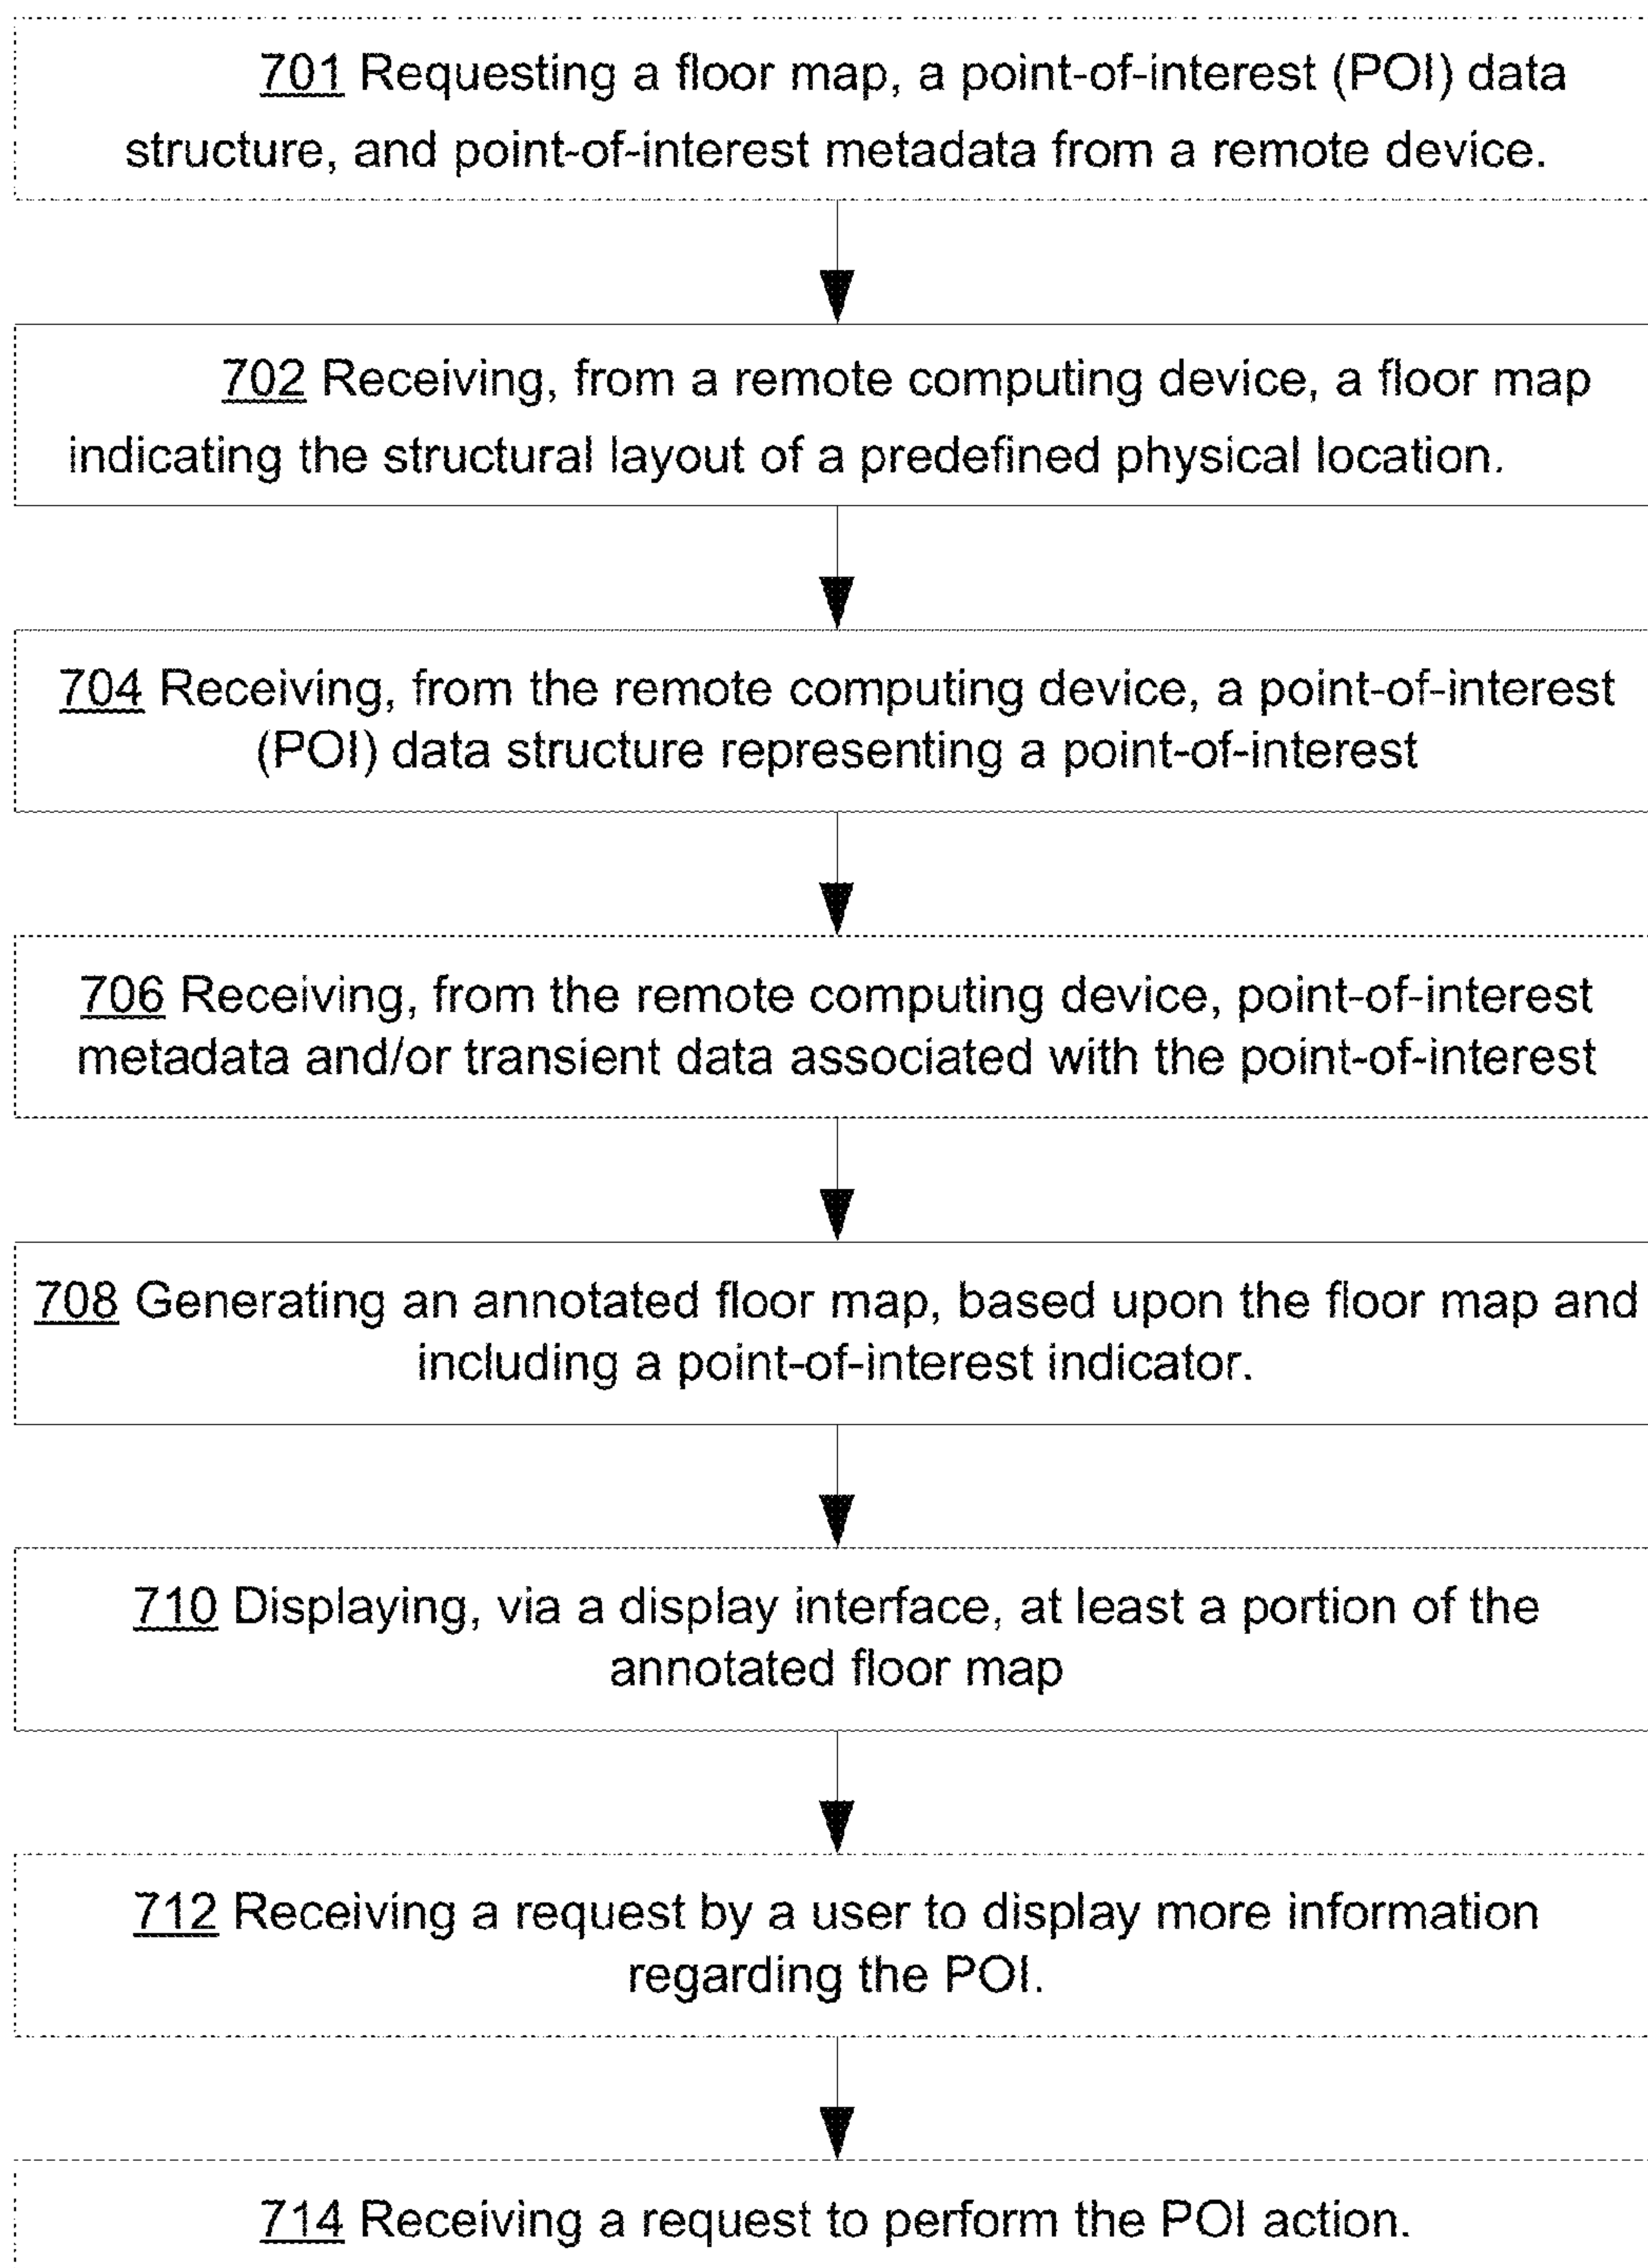 701 Requesting a floor map, a point-of-interest (POI) data
structure, and point-of-interest metadata from a remote device.
702 Receiving, from a remote computing device, a floor map
indicating the structural layout of a predefined physical location.
704 Receiving, from the remote computing device, a point-of-interest
(POI) data structure representing a point-of-interest
706 Receiving, from the remote computing device, point-of-interest
metadata and/or transient data associated with the point-of-interest
708 Generating an annotated floor map, based upon the floor map and
including a point-of-interest indicator.
710 Displaying, via a display interface, at least a portion of the
annotated floor map
712 Receiving a request by a user to display more information
regarding the POI.
714 Receiving a request to perform the POI action.